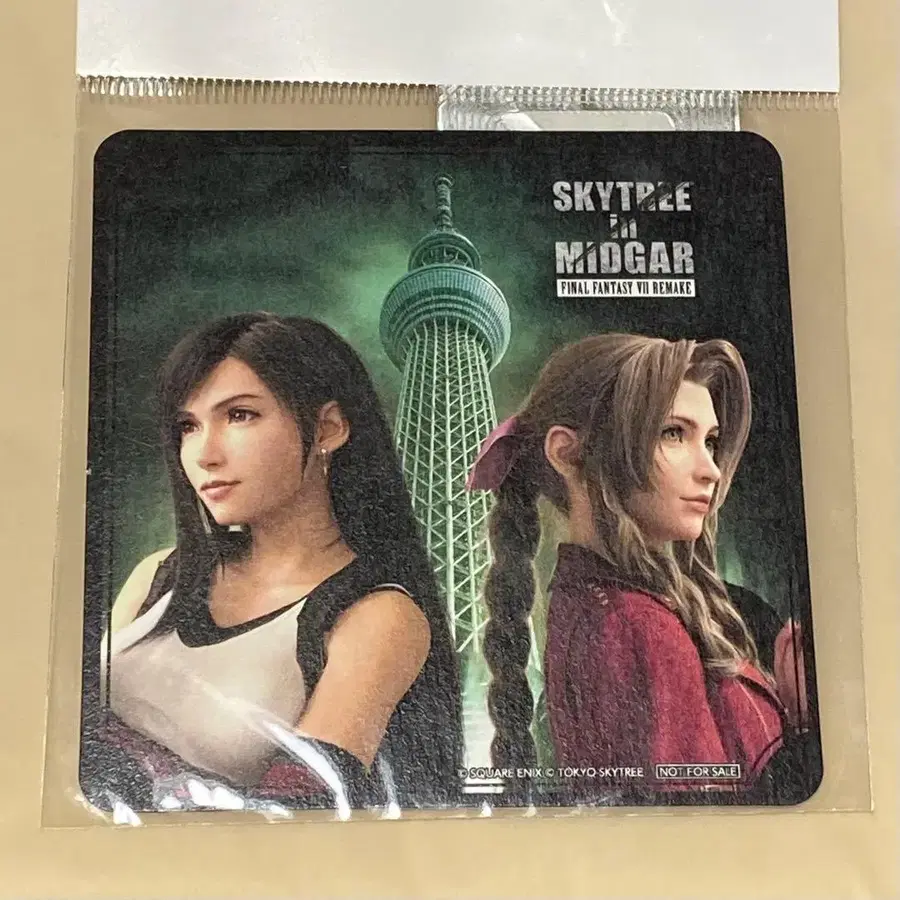 SKYTREE
in
MIDGAR
FINAL FANTASY VII REMAKE
© SQUARE ENIX © TOKYO-SKYTREE NOT FOR SALE